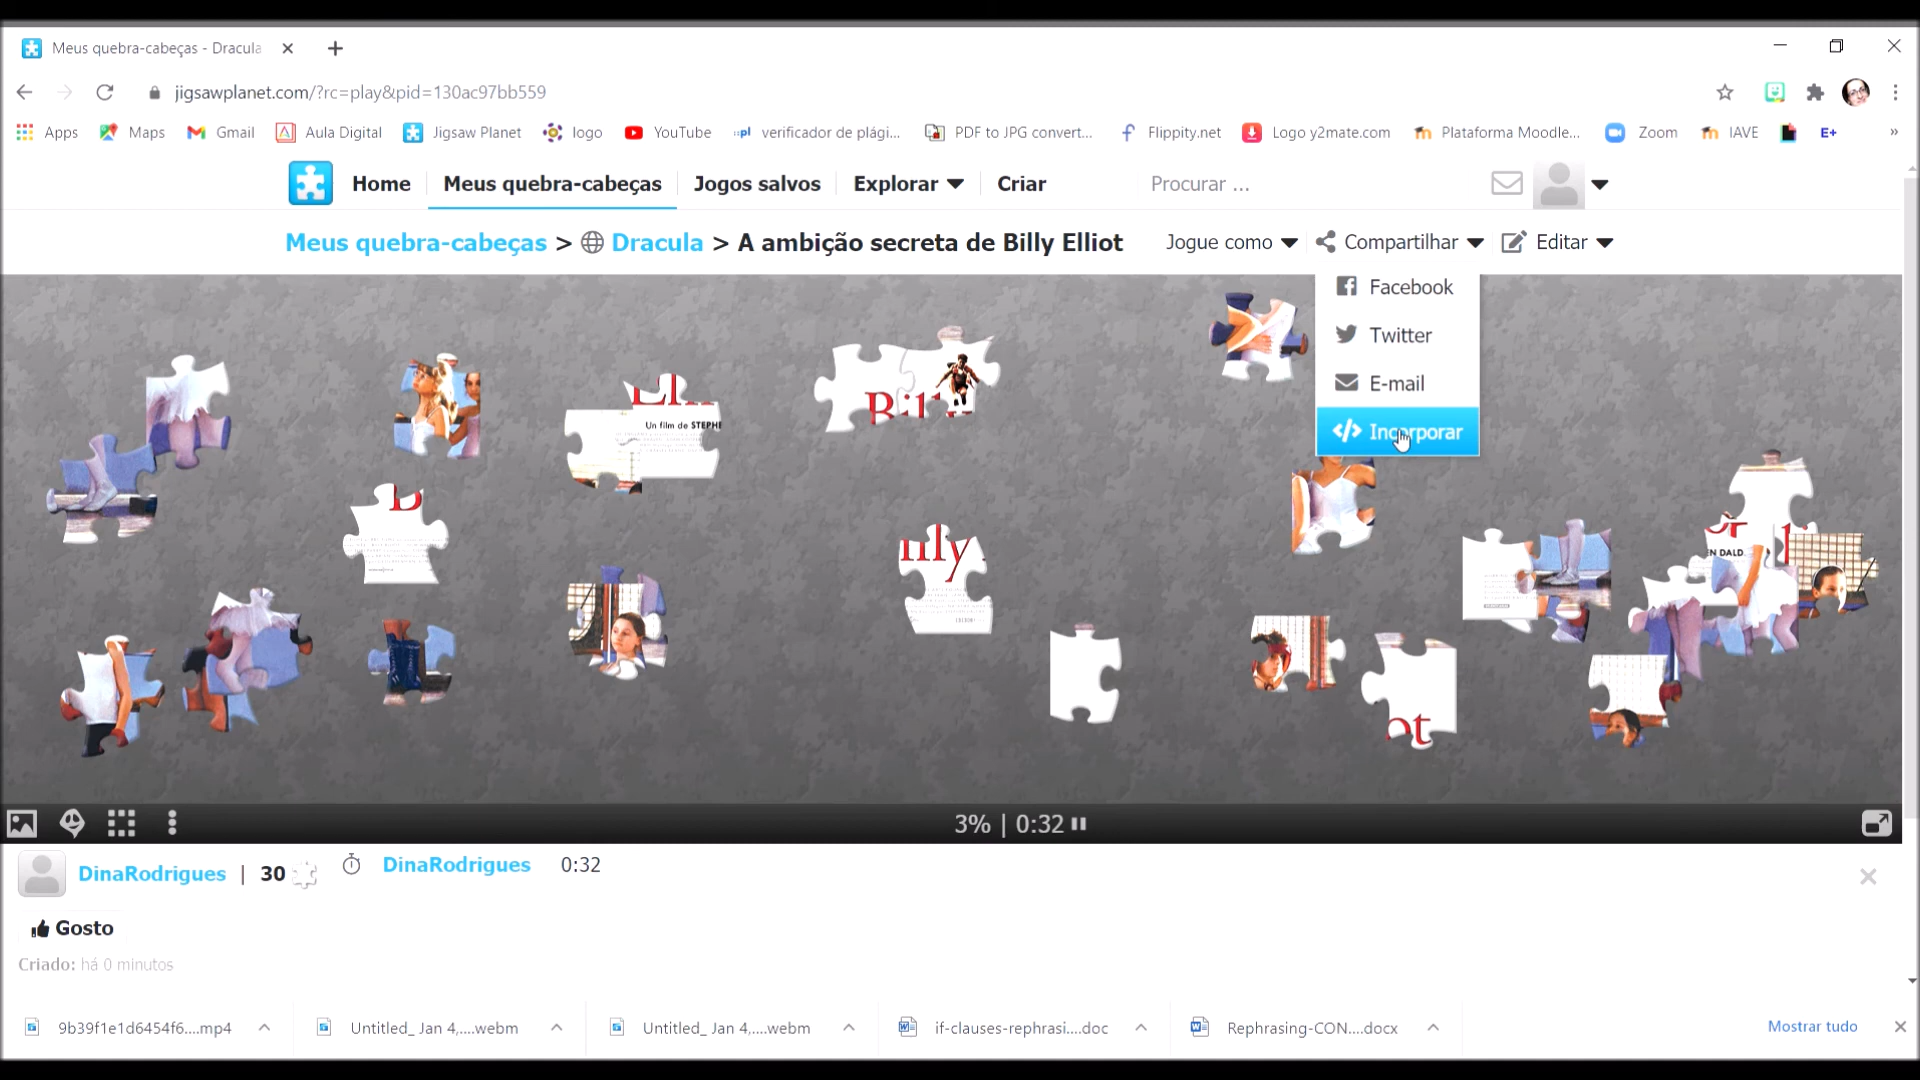 Meus quebra-cabeças - Dracula
jigsawplanet.com/?rc=play&pid=130ac97bb559
Apps Maps Gmail Aula Digital Jigsaw Planet logo YouTube verificador de plági... PDF to JPG convert... Flippity.net Logo y2mate.com Plataforma Moodle... Zoom IAVE E+ »
Home Meus quebra-cabeças Jogos salvos Explorar Criar Procurar ...
Meus quebra-cabeças > Dracula > A ambição secreta de Billy Elliot Jogue como Compartilhar Editar
Facebook
Twitter
E-mail
Incorporar
Un film de STEPHE
EN DALD
ot
3% | 0:32
DinaRodrigues | 30 DinaRodrigues 0:32
Gosto
Criado: há 0 minutos
9b39f1e1d6454f6....mp4 Untitled_ Jan 4,....webm Untitled_ Jan 4,....webm if-clauses-rephrasi....doc Rephrasing-CON....docx Mostrar tudo